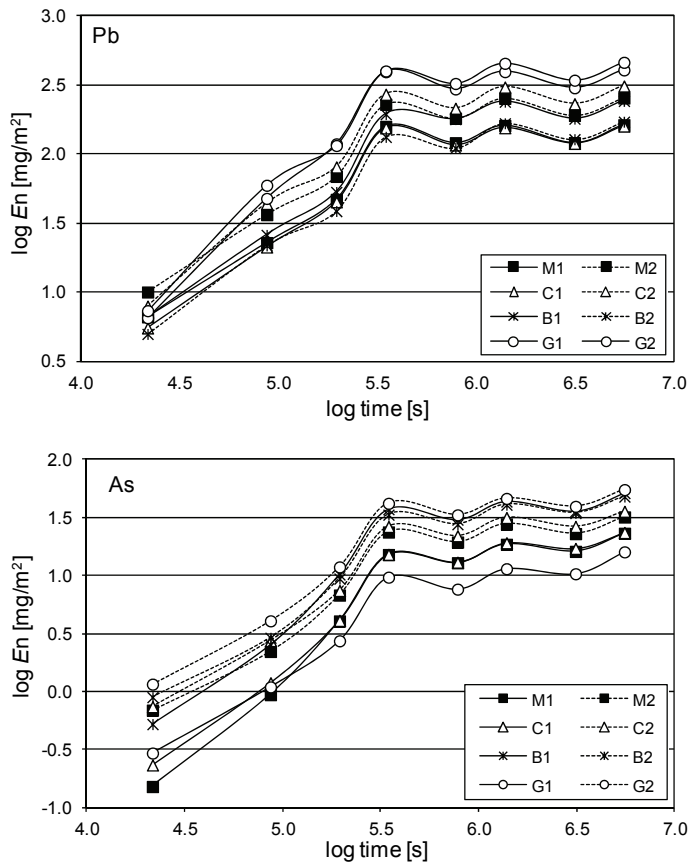 Pb
3.0
2.5
2.0
1.5
1.0
0.5
log En [mg/m²]
4.0 4.5 5.0 5.5 6.0 6.5 7.0
log time [s]
M1 M2
C1 C2
B1 B2
G1 G2
As
2.0
1.5
1.0
0.5
0.0
-0.5
-1.0
log En [mg/m²]
4.0 4.5 5.0 5.5 6.0 6.5 7.0
log time [s]
M1 M2
C1 C2
B1 B2
G1 G2